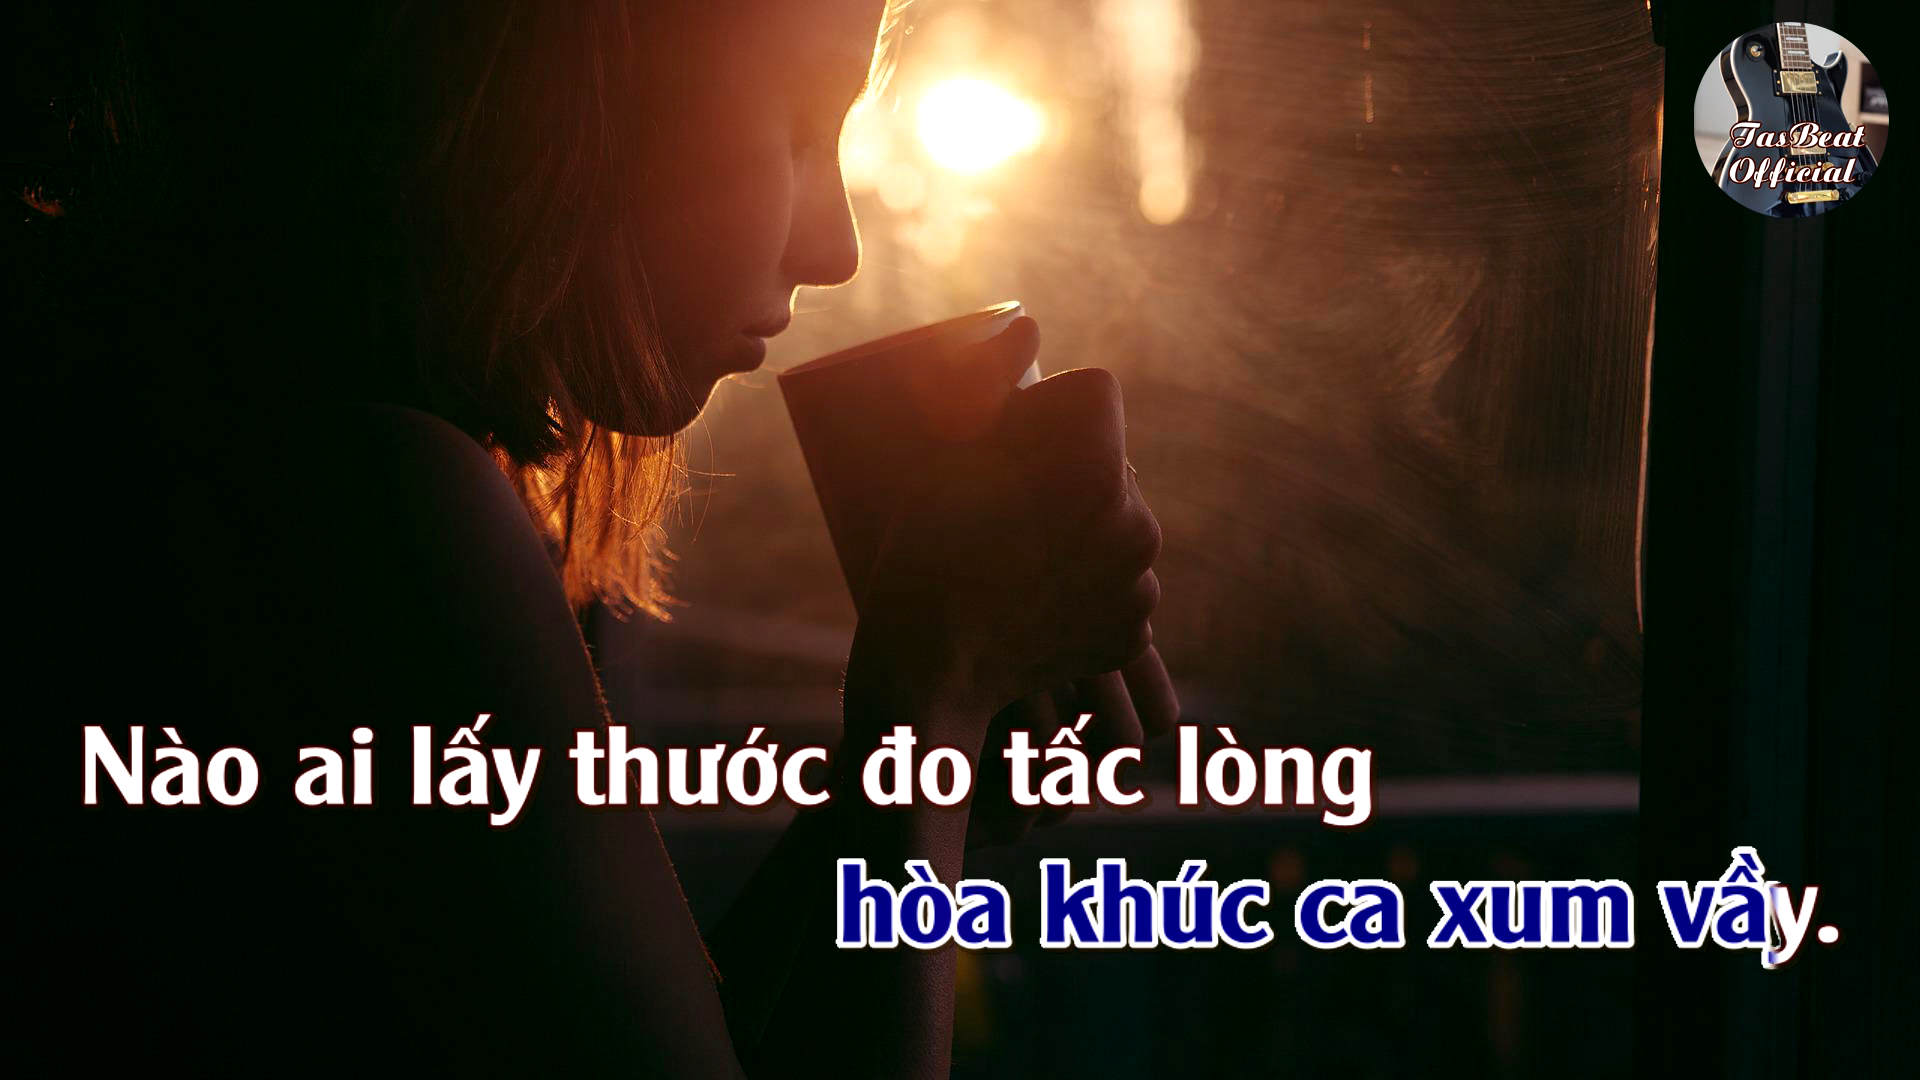 TasBeat
Official
Nào ai lấy thước đo tấc lòng
hòa khúc ca xum vầy.